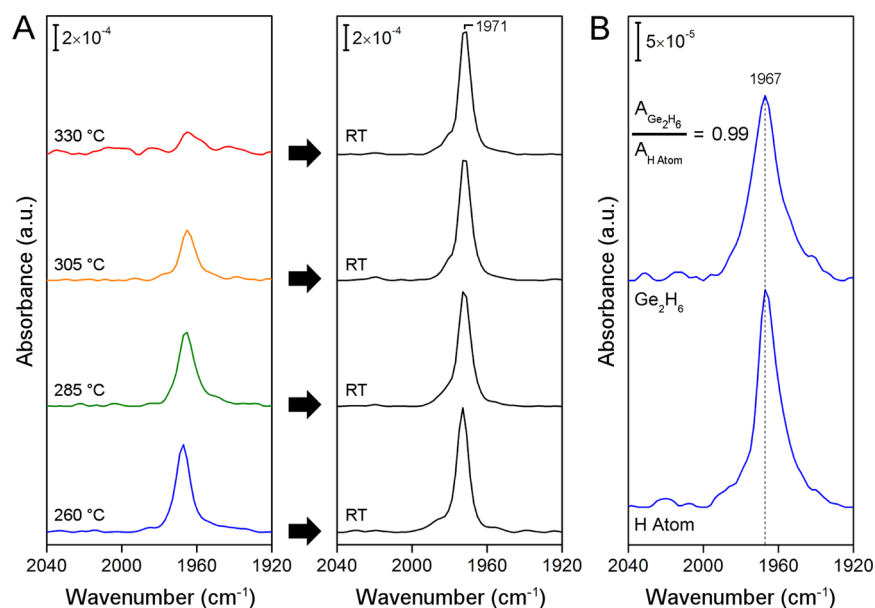 A
2×10⁻⁴
330 °C
305 °C
285 °C
260 °C
2040 2000 1960 1920
Wavenumber (cm⁻¹)
Absorbance (a.u.)
2×10⁻⁴
1971
RT
RT
RT
RT
2040 2000 1960 1920
Wavenumber (cm⁻¹)
B
5×10⁻⁵
1967
A_Ge₂H₆
A_H Atom
= 0.99
Ge₂H₆
H Atom
2040 2000 1960 1920
Wavenumber (cm⁻¹)
Absorbance (a.u.)